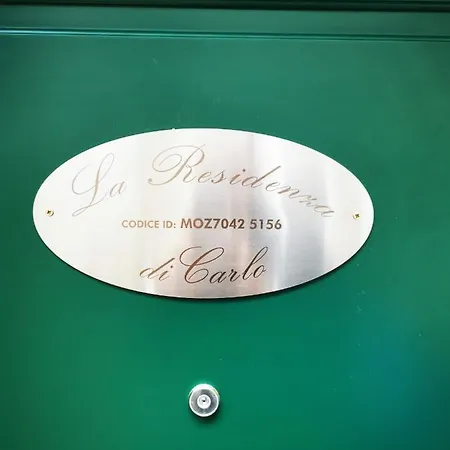 La Residenza
CODICE ID: MOZ7042 5156
di Carlo